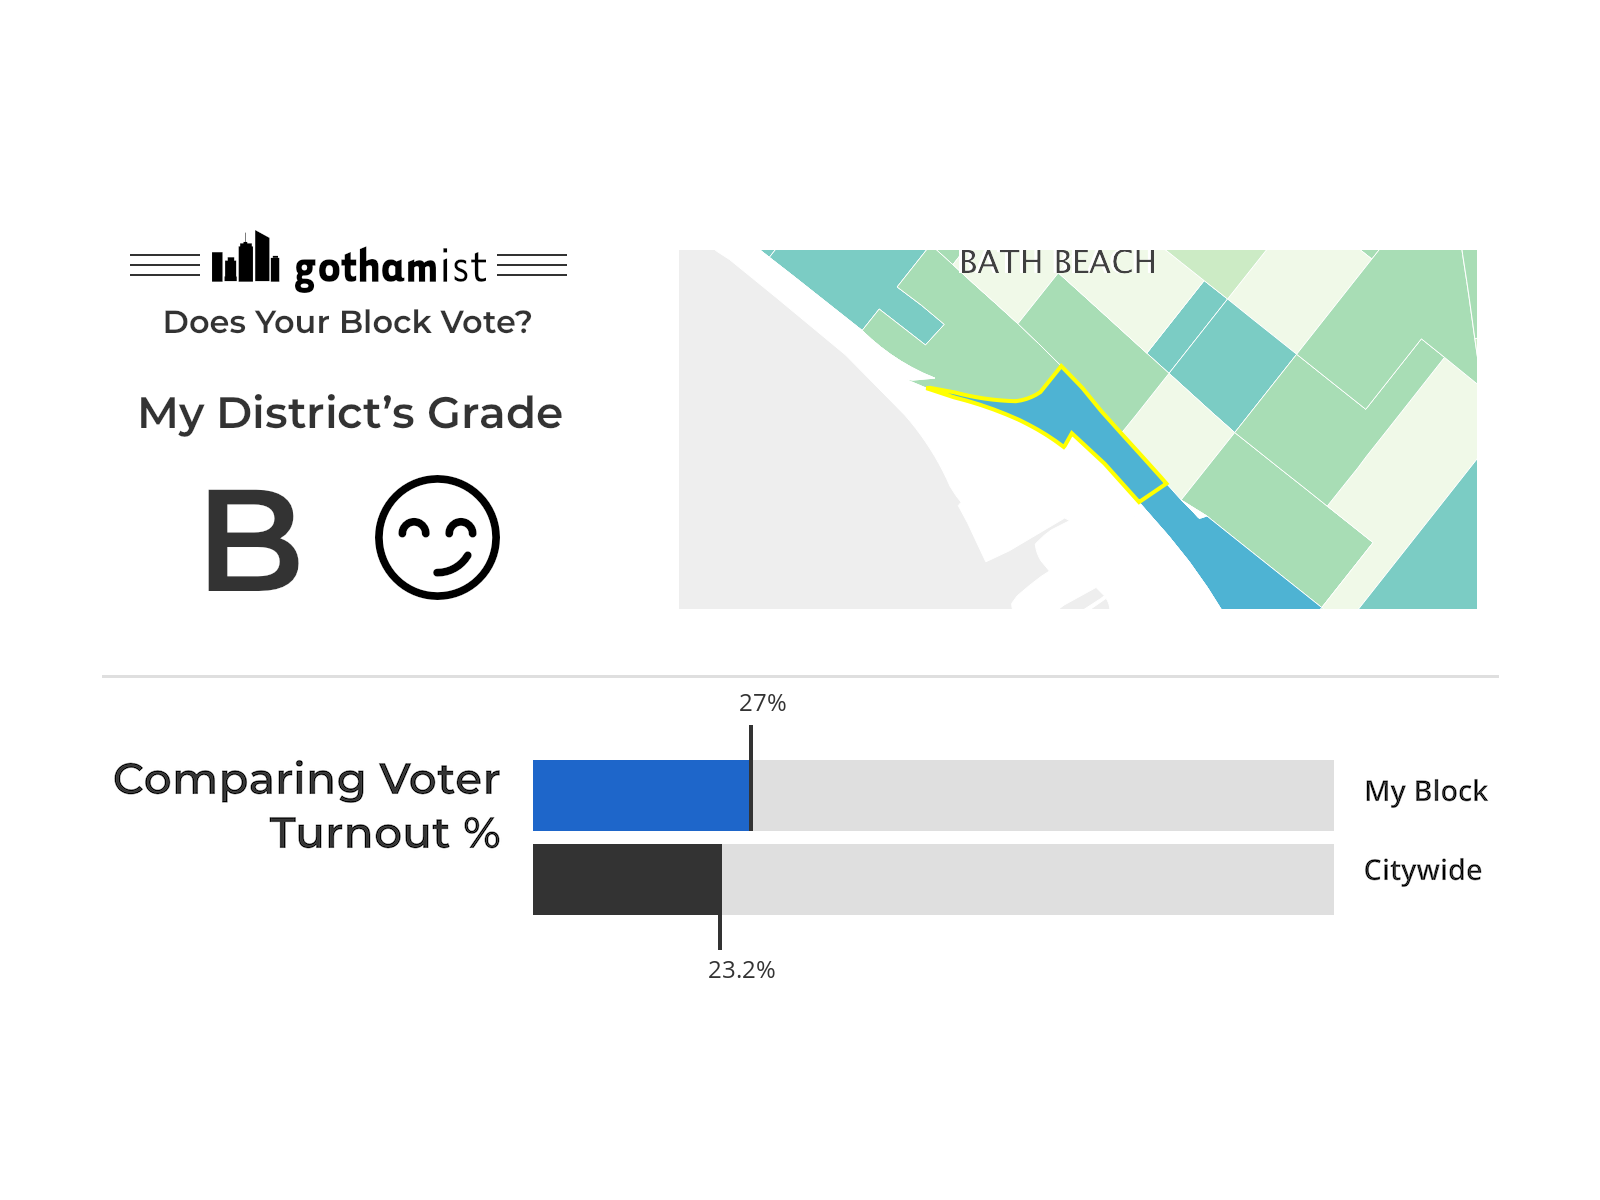 gothamist
Does Your Block Vote?
My District’s Grade
B
BATH BEACH
27%
Comparing Voter
Turnout %
My Block
Citywide
23.2%